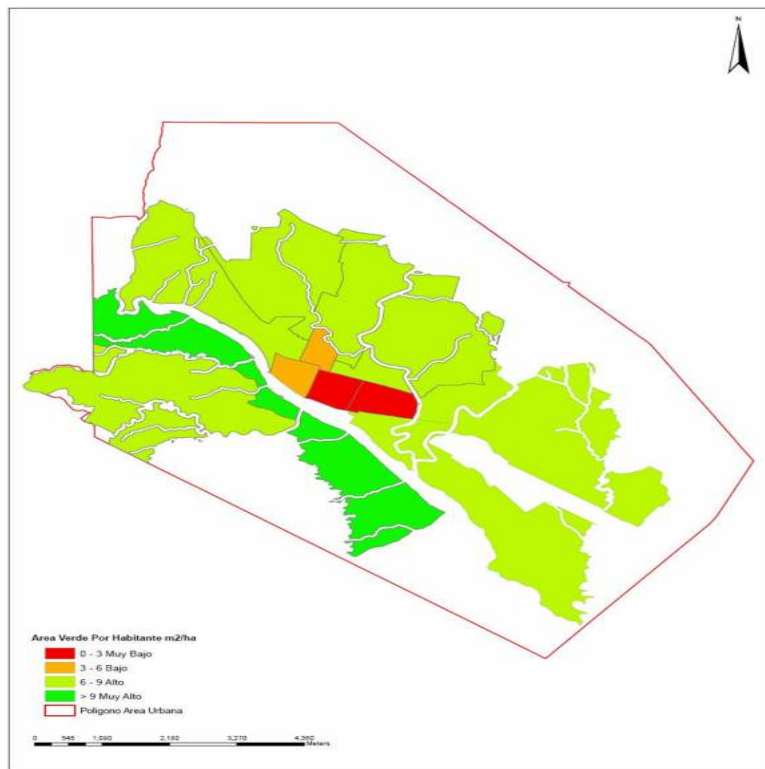 N
Area Verde Por Habitante m2/ha
0 - 3 Muy Bajo
3 - 6 Bajo
6 - 9 Alto
> 9 Muy Alto
Poligono Area Urbana
0 545 1,090 2,180 3,270 4,360
Meters